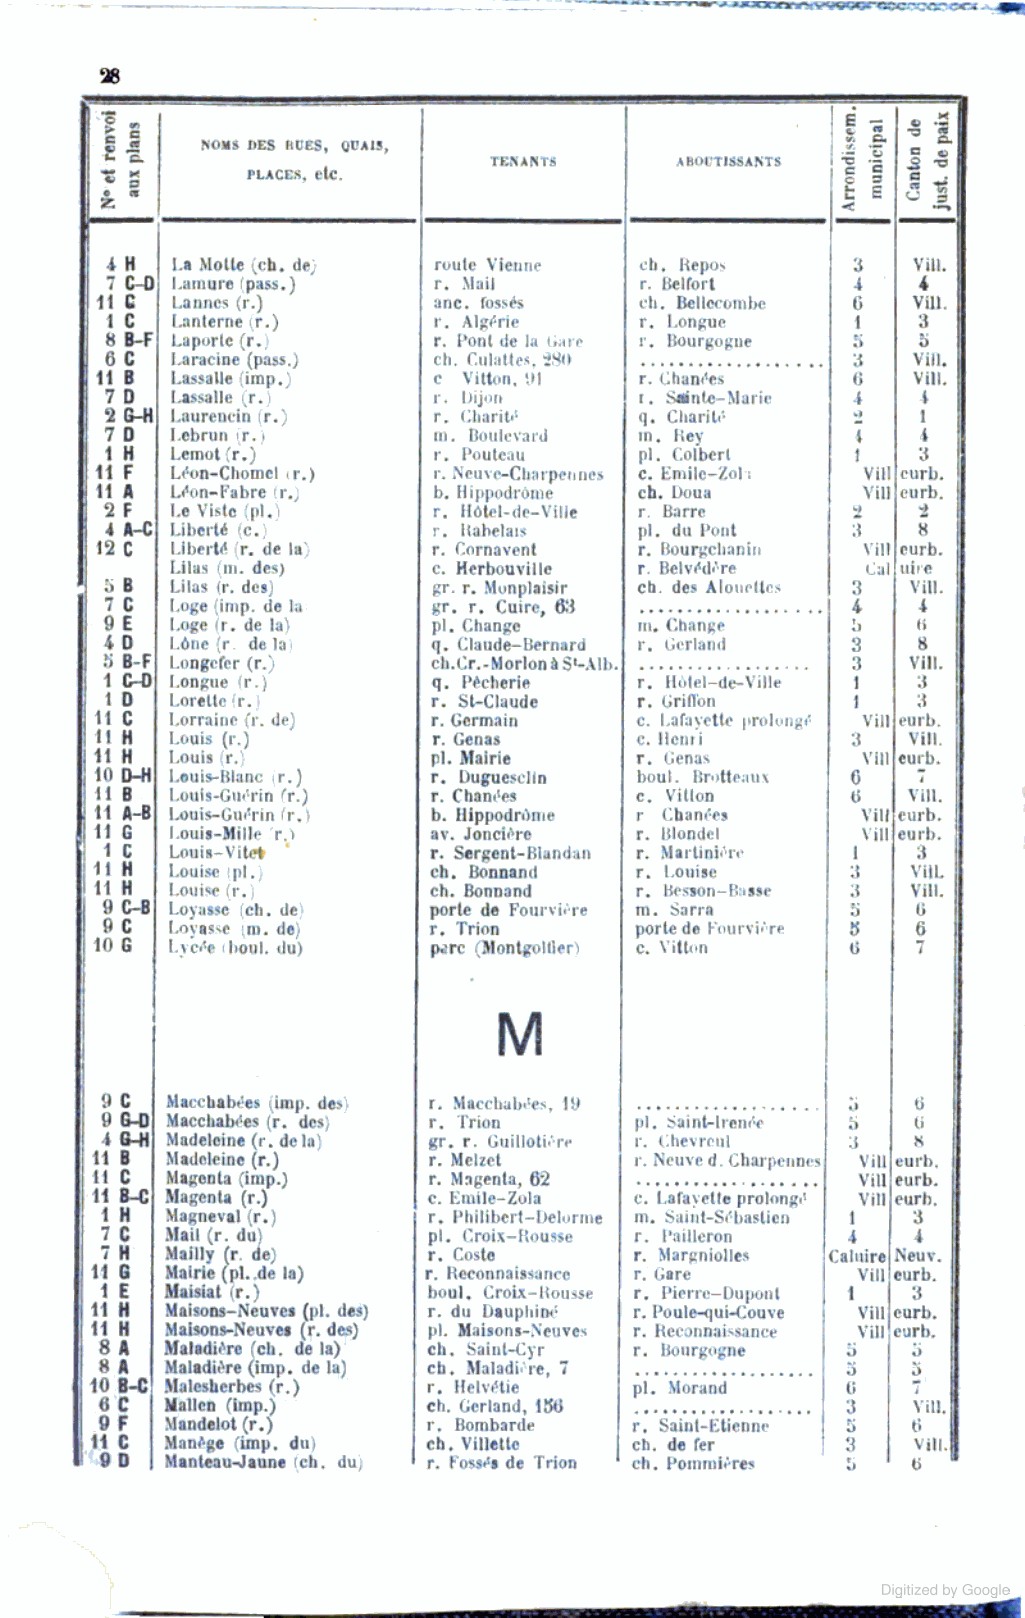 28
Nos et renvoi aux plans
NOMS DES RUES, QUAIS, PLACES, etc.
TENANTS
ABOUTISSANTS
Arrondissem. municipal
Canton de just. de paix
4 H La Motte (ch. de) route Vienne ch. Repos 3 Vill.
7 C-D Lamure (pass.) r. Mail r. Belfort 4 4
11 C Lannes (r.) anc. fossés ch. Bellecombe 6 Vill.
1 C Lanterne (r.) r. Algérie r. Longue 1 3
8 B-F Laporte (r.) r. Pont de la Gare r. Bourgogne 5 5
6 C Laracine (pass.) ch. Culattes, 280 .................. 3 Vill.
11 B Lassalle (imp.) c Vitton, 91 r. Chanées 6 Vill.
7 D Lassalle (r.) r. Dijon r. Sainte-Marie 4 4
2 G-H Laurencin (r.) r. Charité q. Charité 2 1
7 D Lebrun (r.) m. Boulevard m. Rey 4 4
1 H Lemot (r.) r. Pouteau pl. Colbert 1 3
11 F Léon-Chomel (r.) r. Neuve-Charpennes c. Emile-Zola Vill eurb.
11 A Léon-Fabre (r.) b. Hippodrôme ch. Doua Vill eurb.
2 F Le Viste (pl.) r. Hôtel-de-Ville r. Barre 2 2
4 A-C Liberté (c.) r. Rabelais pl. du Pont 3 8
12 C Liberté (r. de la) r. Cornavent r. Bourgchanin Vill eurb.
Lilas (m. des) c. Herbouville r. Belvédère Cal uire
5 B Lilas (r. des) gr. r. Monplaisir ch. des Alouettes 3 Vill.
7 C Loge (imp. de la gr. r. Cuire, 63 .................. 4 4
9 E Loge (r. de la) pl. Change m. Change 5 6
4 D Lône (r. de la) q. Claude-Bernard r. Gerland 3 8
5 B-F Longefer (r.) ch.Cr.-Morlon à St-Alb. .................. 3 Vill.
1 C-D Longue (r.) q. Pêcherie r. Hôtel-de-Ville 1 3
1 D Lorette (r.) r. St-Claude r. Griffon 1 3
11 C Lorraine (r. de) r. Germain c. Lafayette prolongé Vill eurb.
11 H Louis (r.) r. Genas c. Henri 3 Vill.
11 H Louis (r.) pl. Mairie r. Genas Vill eurb.
10 D-H Louis-Blanc (r.) r. Duguesclin boul. Brotteaux 6 7
11 B Louis-Guérin (r.) r. Chanées c. Vitton 6 Vill.
11 A-B Louis-Guérin (r.) b. Hippodrôme r Chanées Vill eurb.
11 G Louis-Mille (r.) av. Joncière r. Blondel Vill eurb.
1 C Louis-Vitet r. Sergent-Blandan r. Martinière 1 3
11 H Louise (pl.) ch. Bonnand r. Louise 3 Vill.
11 H Louise (r.) ch. Bonnand r. Besson-Basse 3 Vill.
9 C-B Loyasse (ch. de) porte de Fourvière m. Sarra 5 6
9 C Loyasse (m. de) r. Trion porte de Fourvière 5 6
10 G Lycée (boul. du) parc (Montgolfier) c. Vitton 6 7
M
9 C Macchabées (imp. des) r. Macchabées, 19 .................. 5 6
9 G-D Macchabées (r. des) r. Trion pl. Saint-Irenée 5 6
4 G-H Madeleine (r. de la) gr. r. Guillotière r. Chevreul 3 8
11 B Madeleine (r.) r. Melzet r. Neuve d. Charpennes Vill eurb.
11 C Magenta (imp.) r. Magenta, 62 .................. Vill eurb.
11 B-C Magenta (r.) c. Emile-Zola c. Lafayette prolongé Vill eurb.
1 H Magneval (r.) r. Philibert-Delorme m. Saint-Sébastien 1 3
7 C Mail (r. du) pl. Croix-Rousse r. Pailleron 4 4
7 H Mailly (r. de) r. Coste r. Margniolles Caluire Neuv.
11 G Mairie (pl. de la) r. Reconnaissance r. Gare Vill eurb.
1 E Maisiat (r.) boul. Croix-Rousse r. Pierre-Dupont 1 3
11 H Maisons-Neuves (pl. des) r. du Dauphiné r. Poule-qui-Couve Vill eurb.
11 H Maisons-Neuves (r. des) pl. Maisons-Neuves r. Reconnaissance Vill eurb.
8 A Maladière (ch. de la) ch. Saint-Cyr r. Bourgogne 5 5
8 A Maladière (imp. de la) ch. Maladière, 7 .................. 5 5
10 B-C Malesherbes (r.) r. Helvétie pl. Morand 6 7
6 C Mallen (imp.) ch. Gerland, 156 .................. 3 Vill.
9 F Mandelot (r.) r. Bombarde r. Saint-Etienne 5 6
11 C Manège (imp. du) ch. Villette ch. de fer 3 Vill.
9 D Manteau-Jaune (ch. du) r. Fossés de Trion ch. Pommières 5 6
Digitized by Google